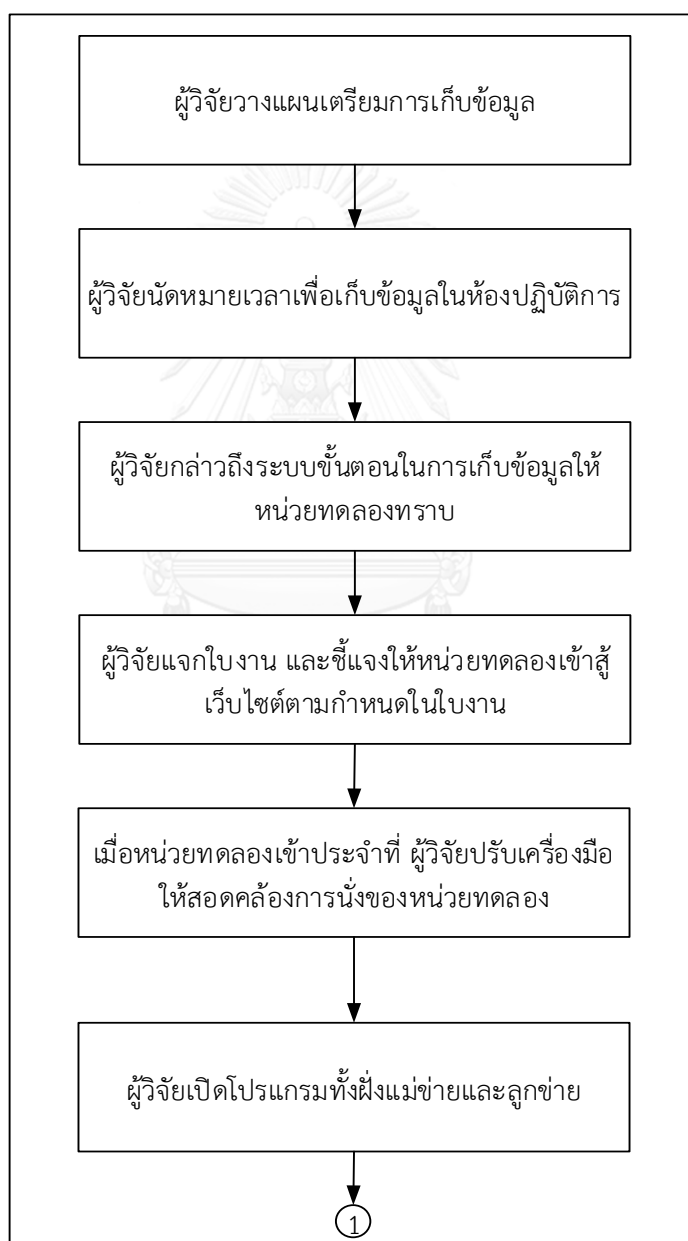 ผู้วิจัยวางแผนเตรียมการเก็บข้อมูล
ผู้วิจัยนัดหมายเวลาเพื่อเก็บข้อมูลในห้องปฏิบัติการ
ผู้วิจัยกล่าวถึงระบบขั้นตอนในการเก็บข้อมูลให้
หน่วยทดลองทราบ
ผู้วิจัยแจกใบงาน และชี้แจงให้หน่วยทดลองเข้าสู้
เว็บไซต์ตามกำหนดในใบงาน
เมื่อหน่วยทดลองเข้าประจำที่ ผู้วิจัยปรับเครื่องมือ
ให้สอดคล้องการนั่งของหน่วยทดลอง
ผู้วิจัยเปิดโปรแกรมทั้งฝั่งแม่ข่ายและลูกข่าย
1